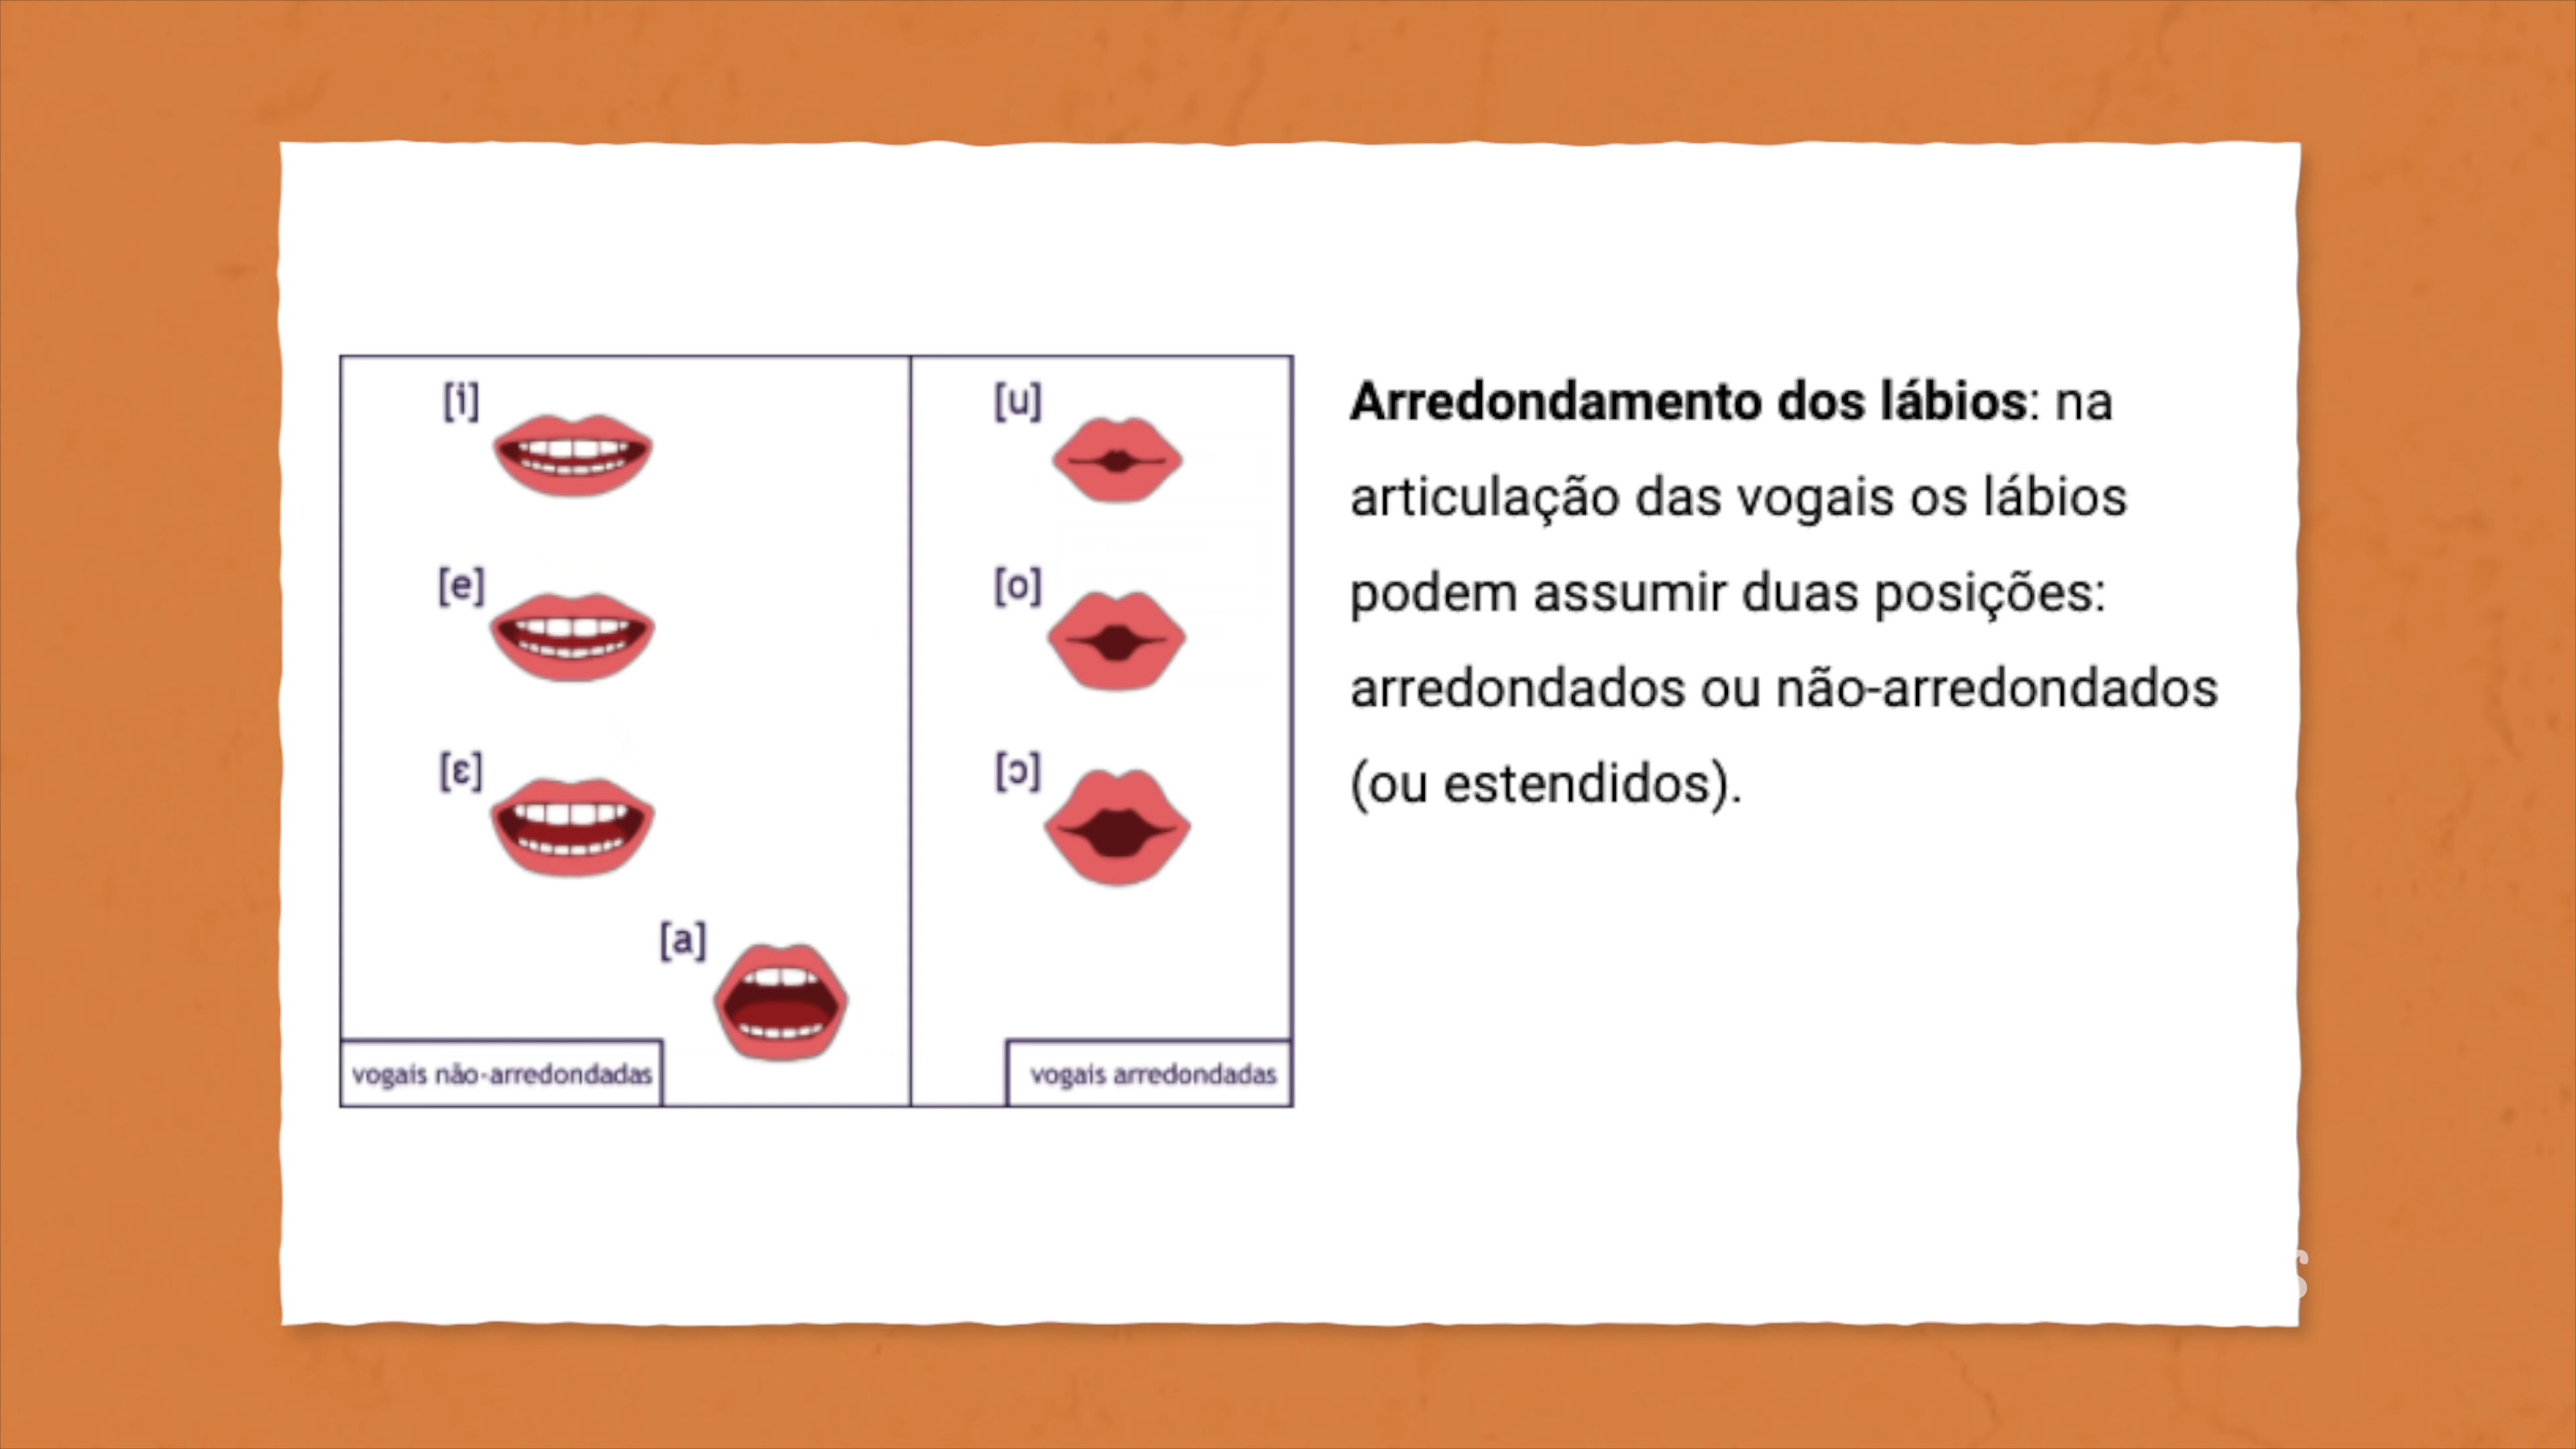 [i]
[u]
[e]
[o]
[ɛ]
[ɔ]
[a]
vogais não-arredondadas
vogais arredondadas
Arredondamento dos lábios: na
articulação das vogais os lábios
podem assumir duas posições:
arredondados ou não-arredondados
(ou estendidos).